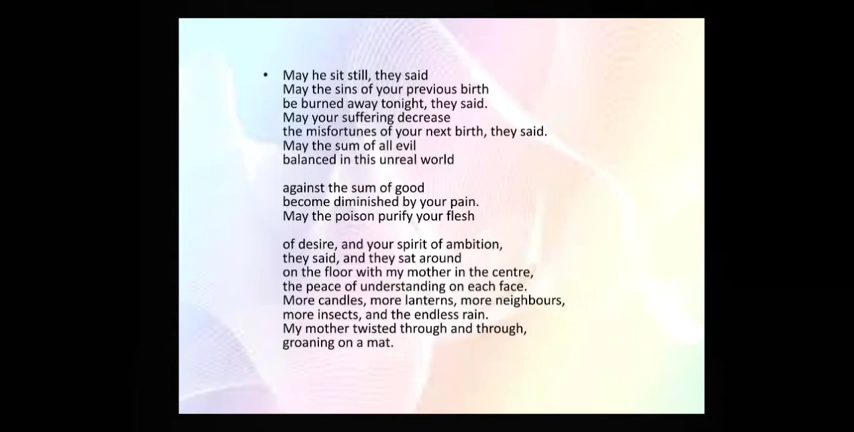 • May he sit still, they said
May the sins of your previous birth
be burned away tonight, they said.
May your suffering decrease
the misfortunes of your next birth, they said.
May the sum of all evil
balanced in this unreal world
against the sum of good
become diminished by your pain.
May the poison purify your flesh
of desire, and your spirit of ambition,
they said, and they sat around
on the floor with my mother in the centre,
the peace of understanding on each face.
More candles, more lanterns, more neighbours,
more insects, and the endless rain.
My mother twisted through and through,
groaning on a mat.